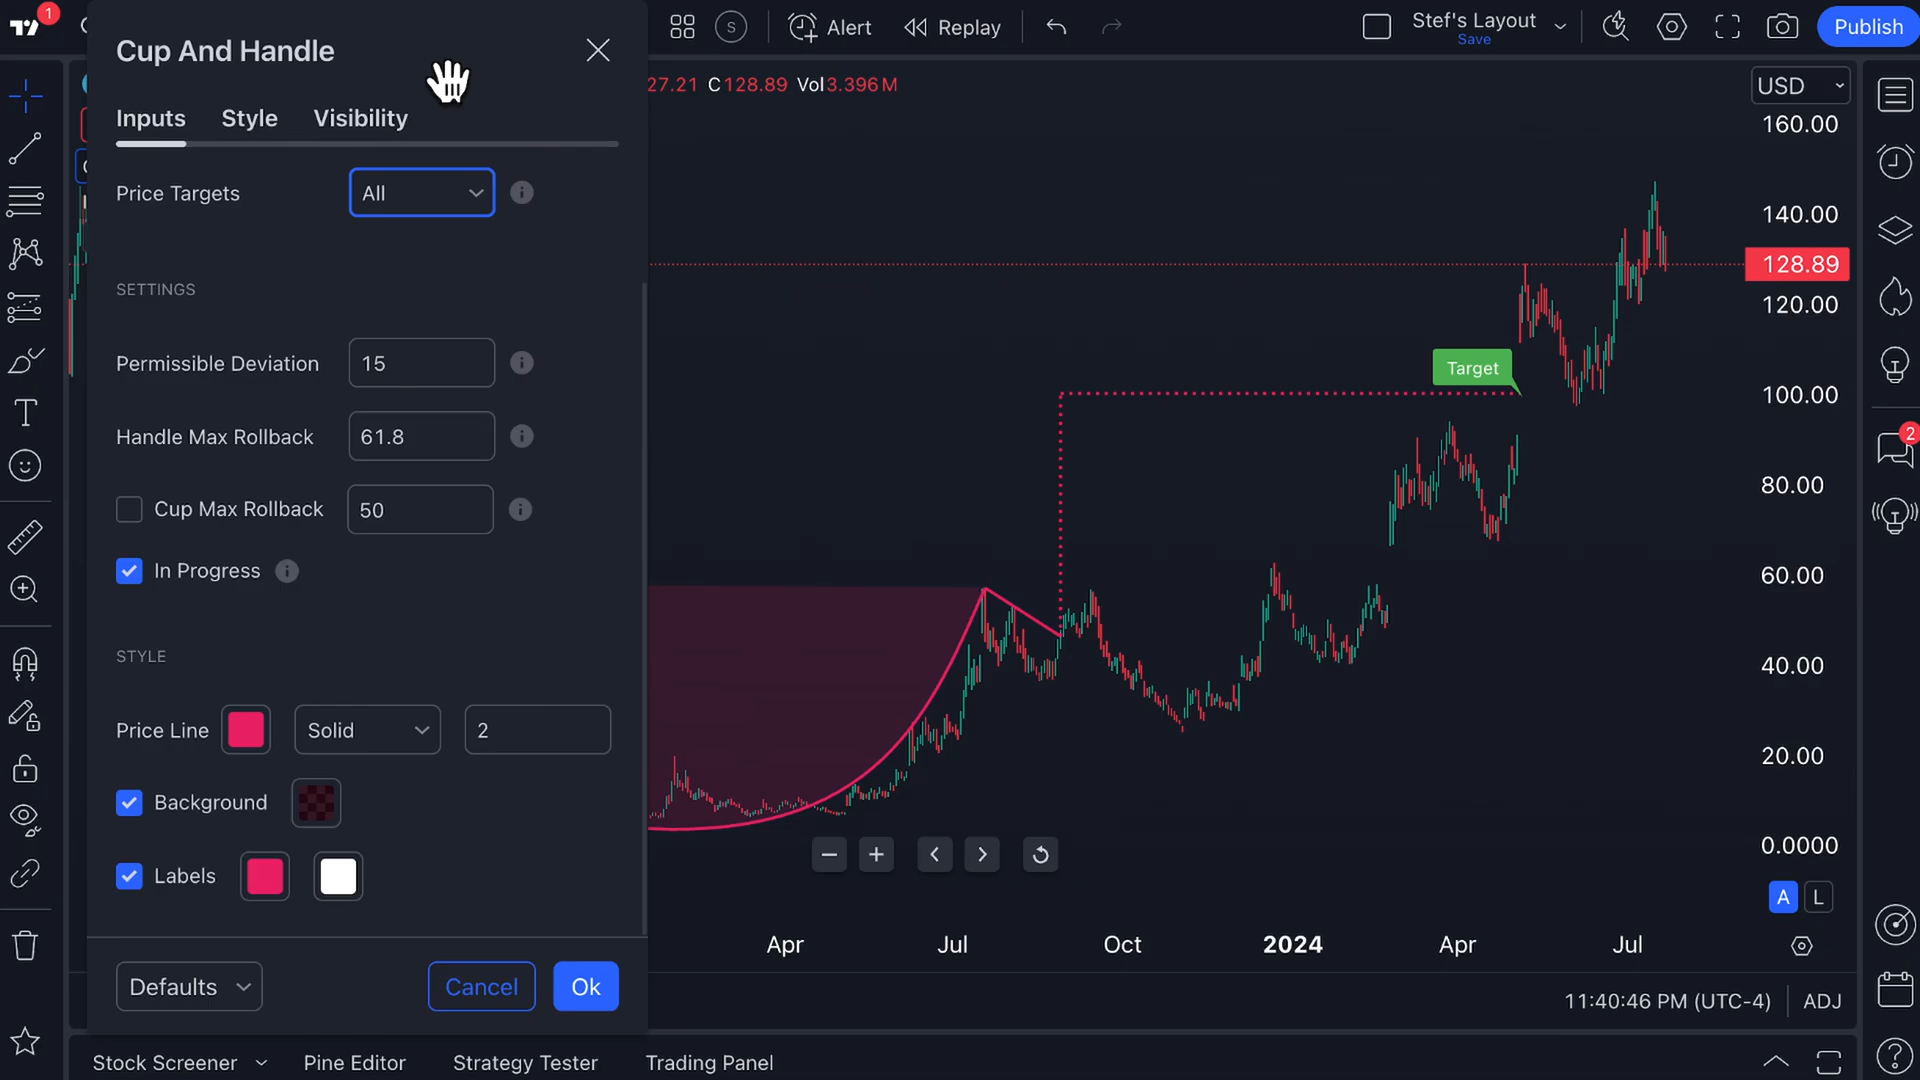 1
Cup And Handle
S
Alert
Replay
Stef's Layout
Save
Publish
27.21 C128.89 Vol3.396M
USD
Inputs
Style
Visibility
Price Targets
All
SETTINGS
Permissible Deviation
15
Handle Max Rollback
61.8
Cup Max Rollback
50
In Progress
STYLE
Price Line
Solid
2
Background
Labels
Defaults
Cancel
Ok
Target
160.00
140.00
128.89
120.00
100.00
80.00
60.00
40.00
20.00
0.0000
A
L
2
Apr
Jul
Oct
2024
Apr
Jul
11:40:46 PM (UTC-4)
ADJ
Stock Screener
Pine Editor
Strategy Tester
Trading Panel